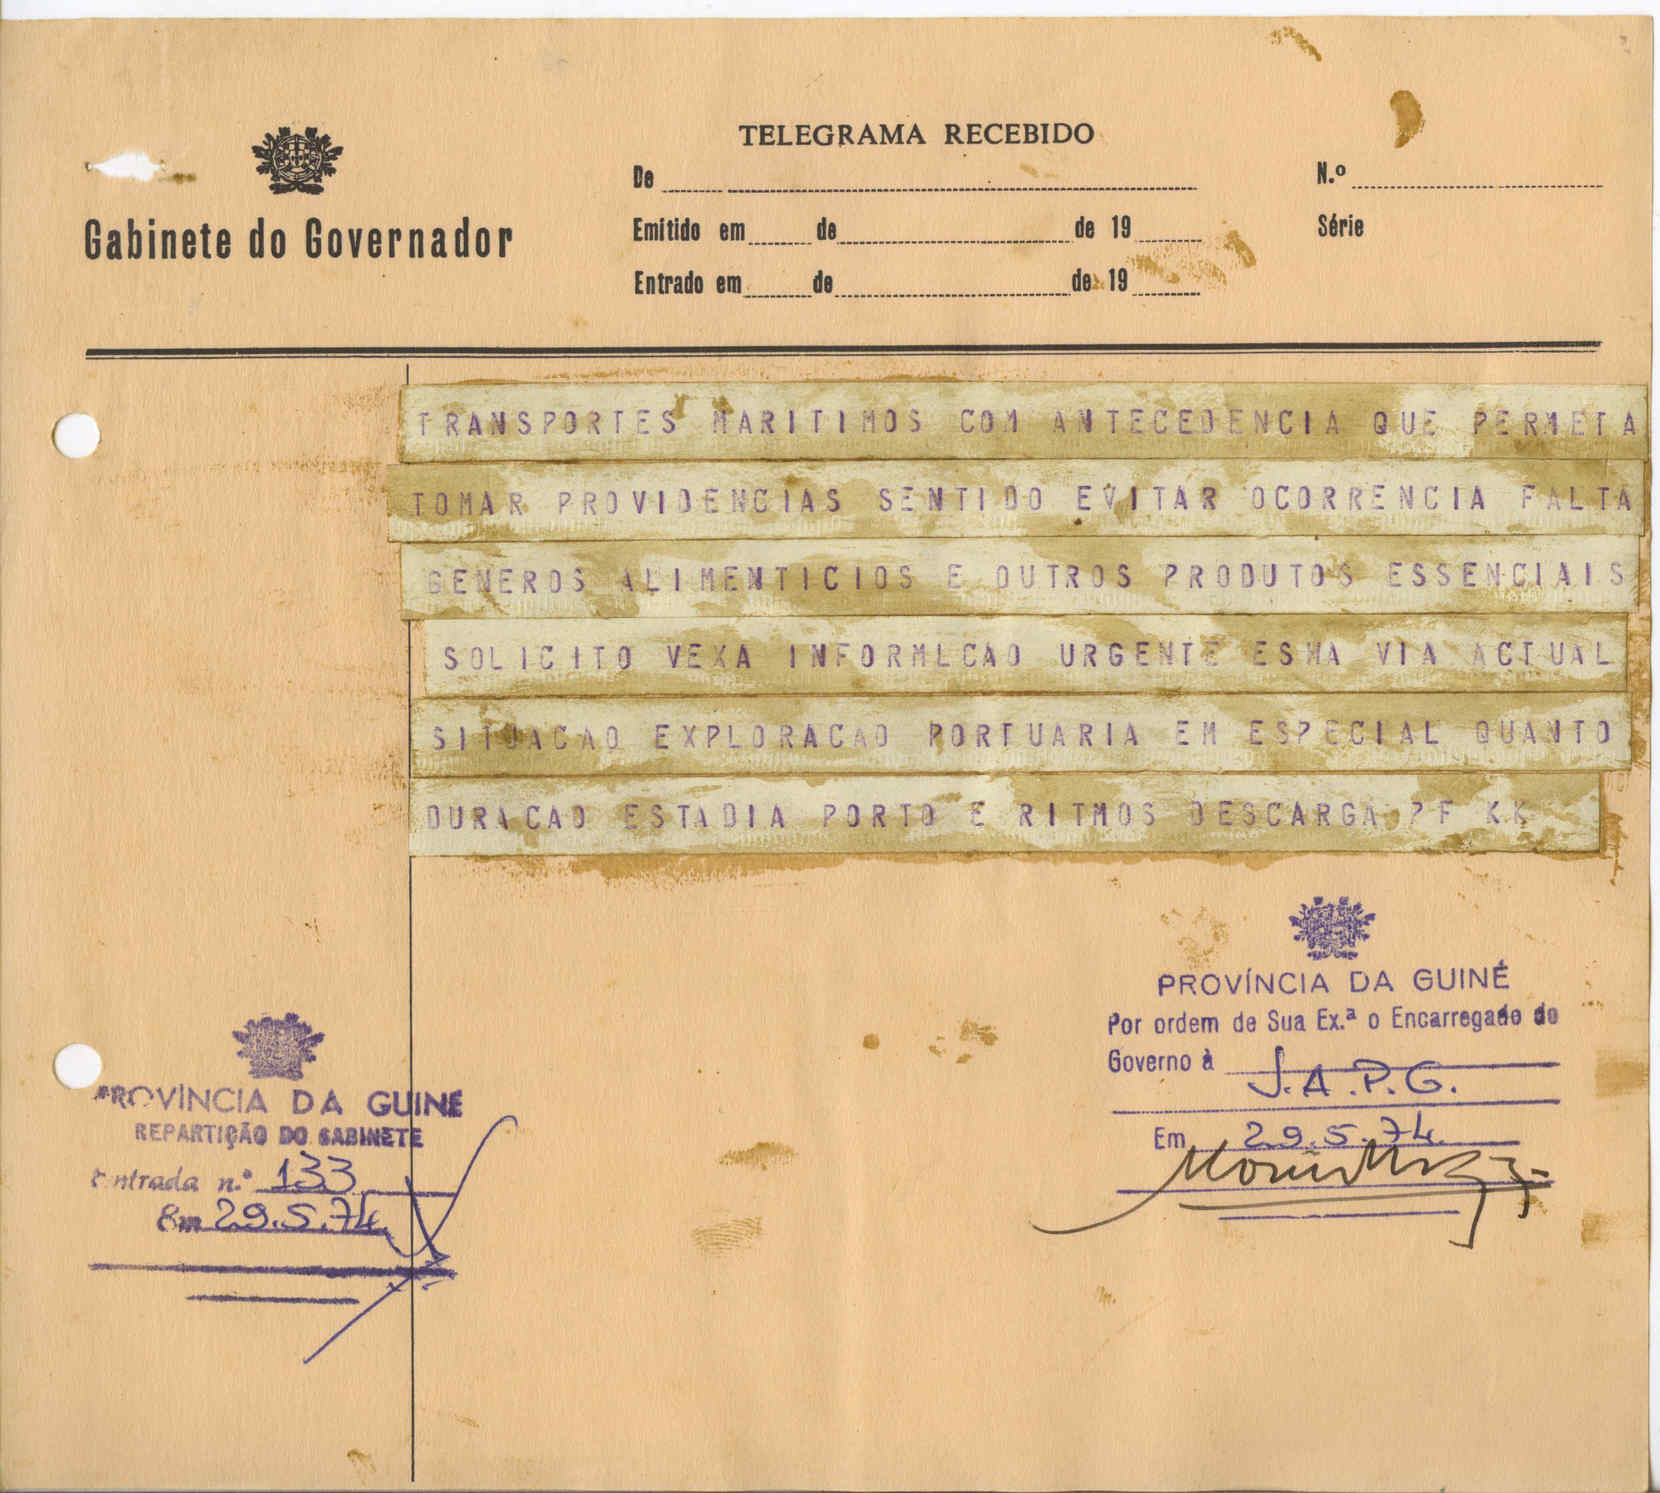 TELEGRAMA RECEBIDO
De
N.º
Gabinete do Governador
Emitido em de de 19
Série
Entrado em de de 19
TRANSPORTES MARITIMOS COM ANTECEDENCIA QUE PERMETA
TOMAR PROVIDENCIAS SENTIDO EVITAR OCORRENCIA FALTA
GENEROS ALIMENTICIOS E OUTROS PRODUTOS ESSENCIAIS
SOLICITO VEXA INFORMLCAO URGENTE ESMA VIA ACTUAL
SITUACAO EXPLORACAO PORTUARIA EM ESPECIAL QUANTO
DURACAO ESTADIA PORTO E RITMOS DESCARGA PF KK
PROVÍNCIA DA GUINÉ
Por ordem de Sua Ex.ª o Encarregado do
Governo à J.A.P.G.
Em 29.5.74.
PROVÍNCIA DA GUINÉ
REPARTIÇÃO DO GABINETE
Entrada n.º 133
Em 29.5.74